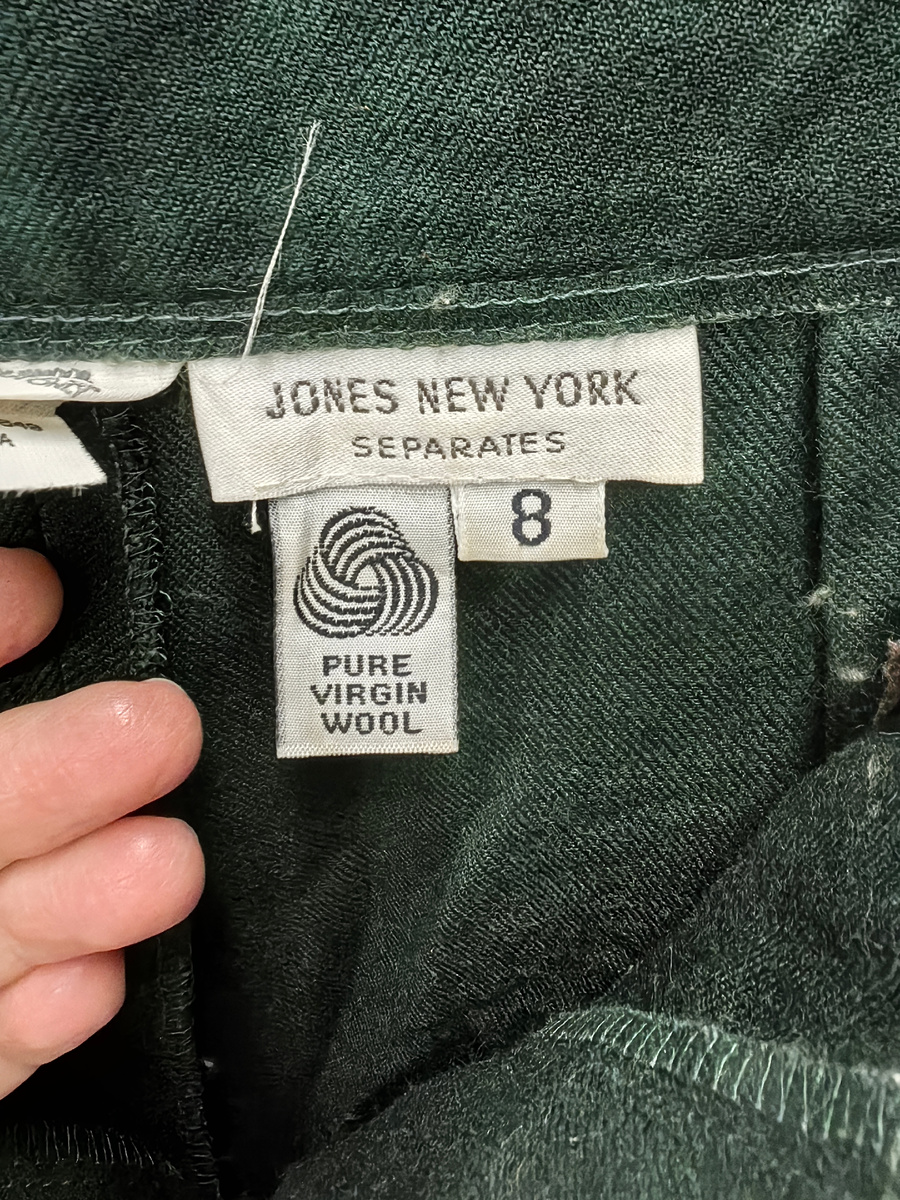 JONES NEW YORK
SEPARATES
8
PURE
VIRGIN
WOOL